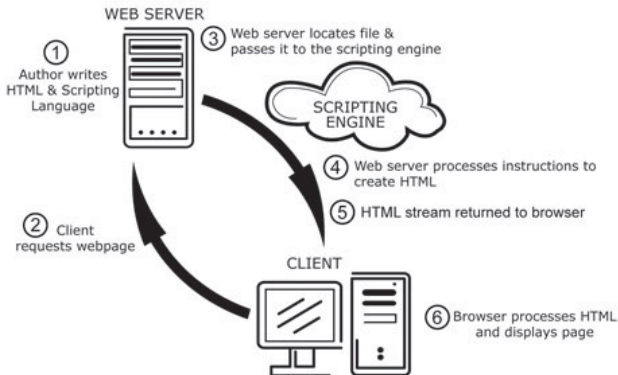 WEB SERVER
① Author writes
HTML & Scripting
Language
③ Web server locates file &
passes it to the scripting engine
SCRIPTING
ENGINE
④ Web server processes instructions to
create HTML
⑤ HTML stream returned to browser
② Client
requests webpage
CLIENT
⑥ Browser processes HTML
and displays page